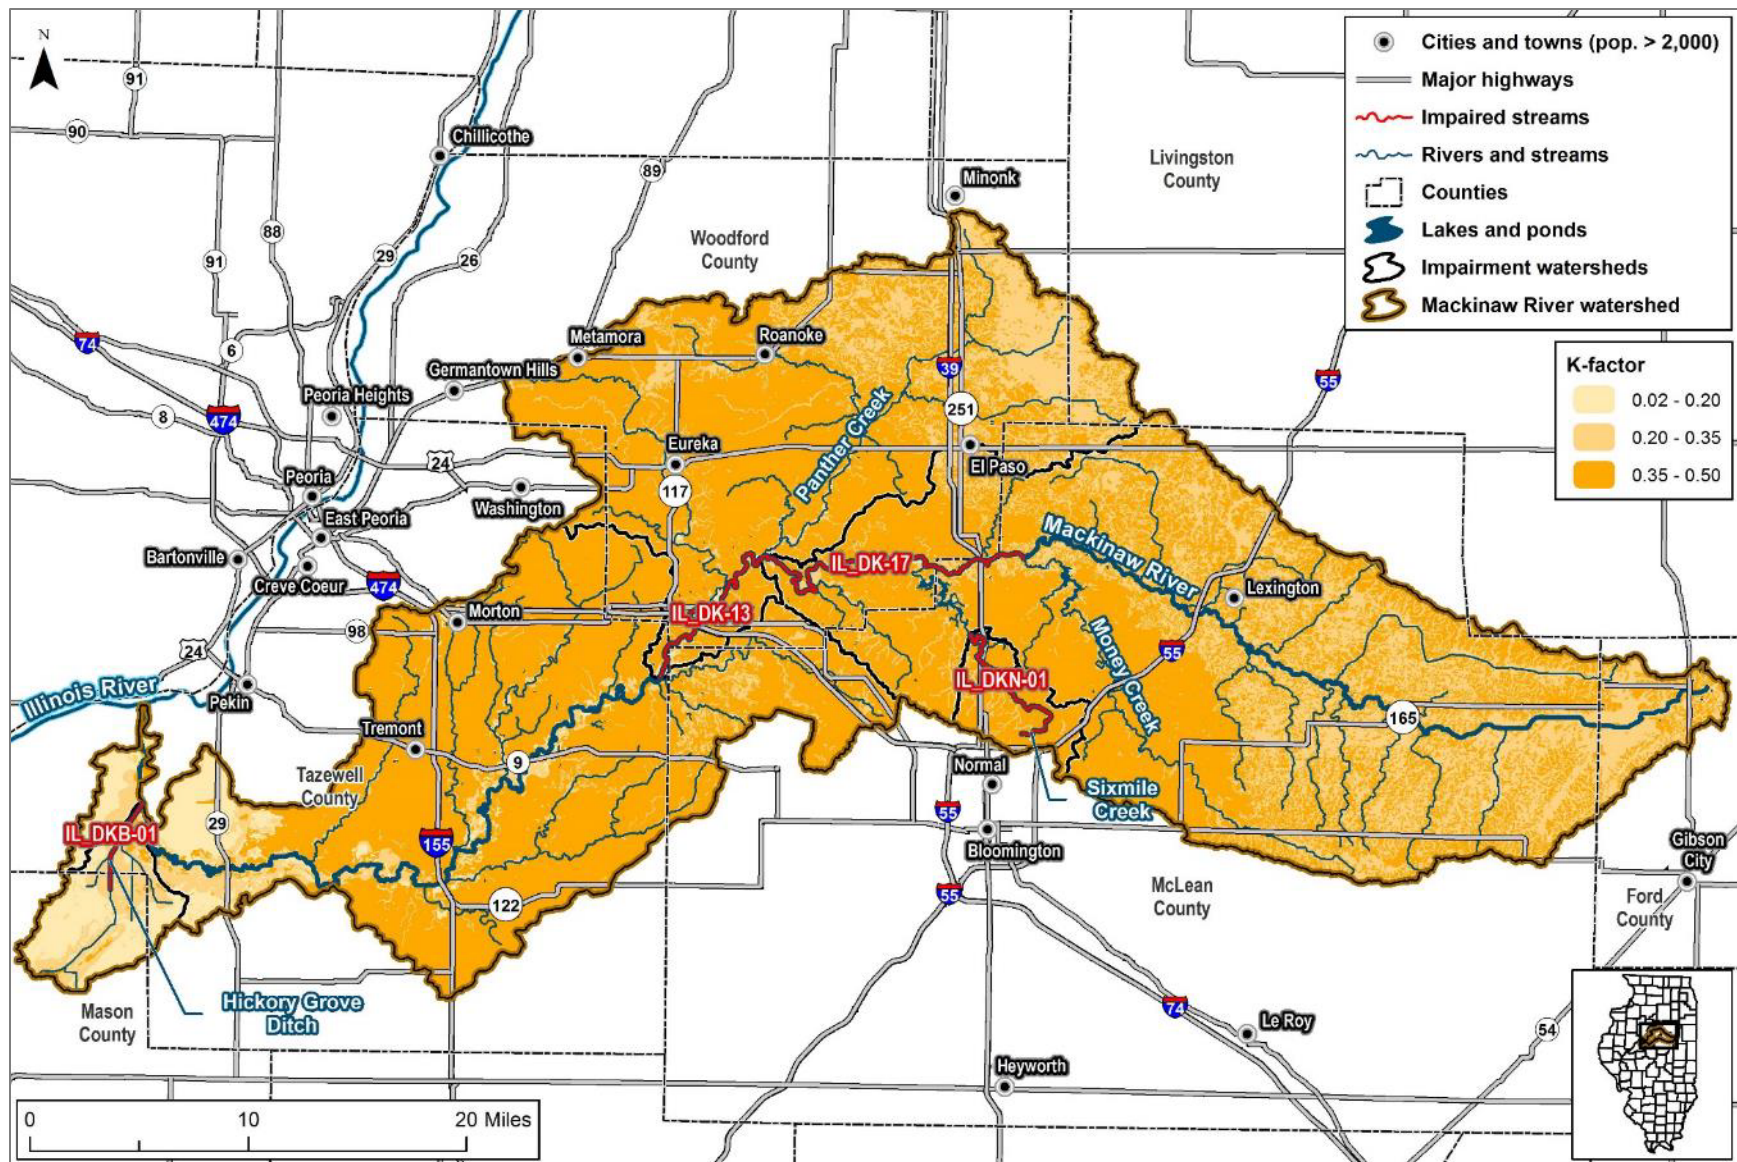 N
Cities and towns (pop. > 2,000)
Major highways
Impaired streams
Rivers and streams
Counties
Lakes and ponds
Impairment watersheds
Mackinaw River watershed
K-factor
0.02 - 0.20
0.20 - 0.35
0.35 - 0.50
91
90
Chillicothe
89
Livingston
County
Minonk
88
Woodford
County
29
26
91
74
6
Metamora
Roanoke
Germantown Hills
39
55
Peoria Heights
8
474
251
Panther Creek
Eureka
El Paso
24
Peoria
117
Washington
East Peoria
Bartonville
Creve Coeur
474
IL_DK-17
Mackinaw River
Lexington
Morton
IL_DK-13
98
24
Money Creek
55
Illinois River
Pekin
IL_DKN-01
165
Tremont
9
Tazewell
County
Normal
Sixmile
Creek
29
IL_DKB-01
155
55
Bloomington
Gibson
City
122
55
McLean
County
Ford
County
Hickory Grove
Ditch
Mason
County
74
Le Roy
54
Heyworth
0
10
20 Miles